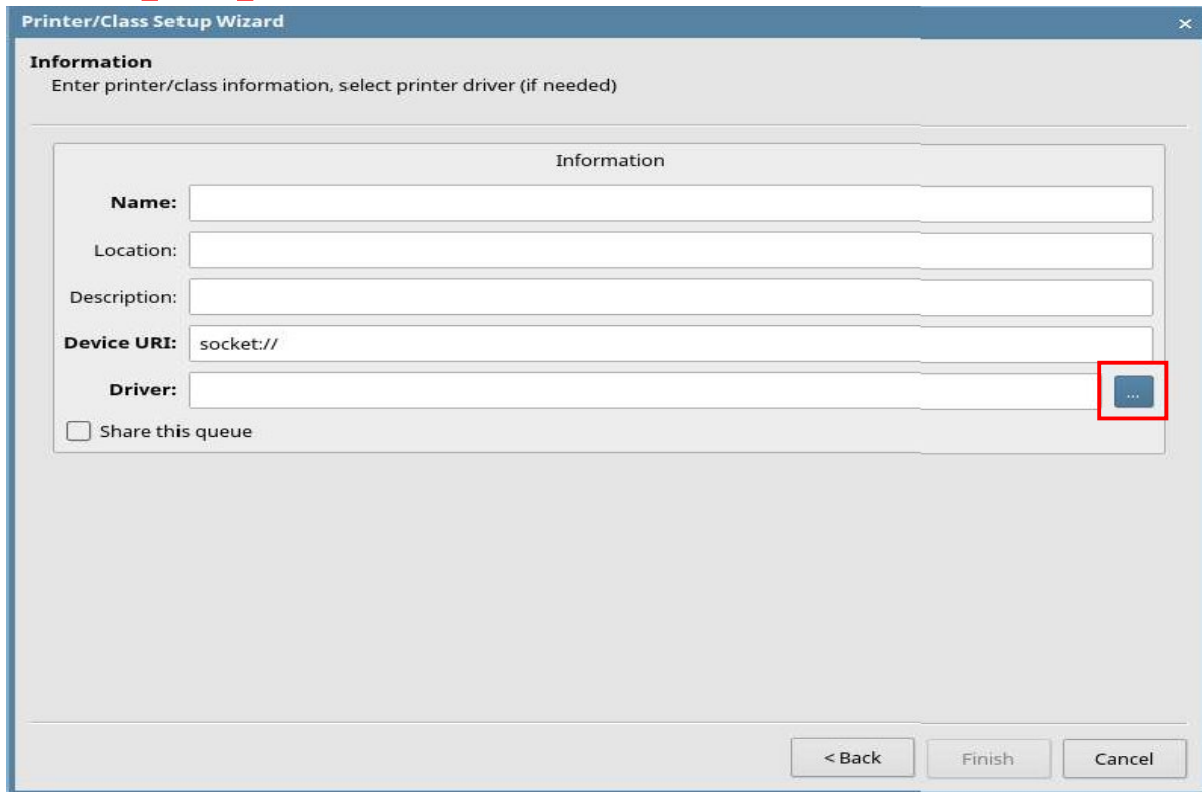 Printer/Class Setup Wizard ×
Information
Enter printer/class information, select printer driver (if needed)
Information
Name:
Location:
Description:
Device URI: socket://
Driver: ...
Share this queue
< Back Finish Cancel